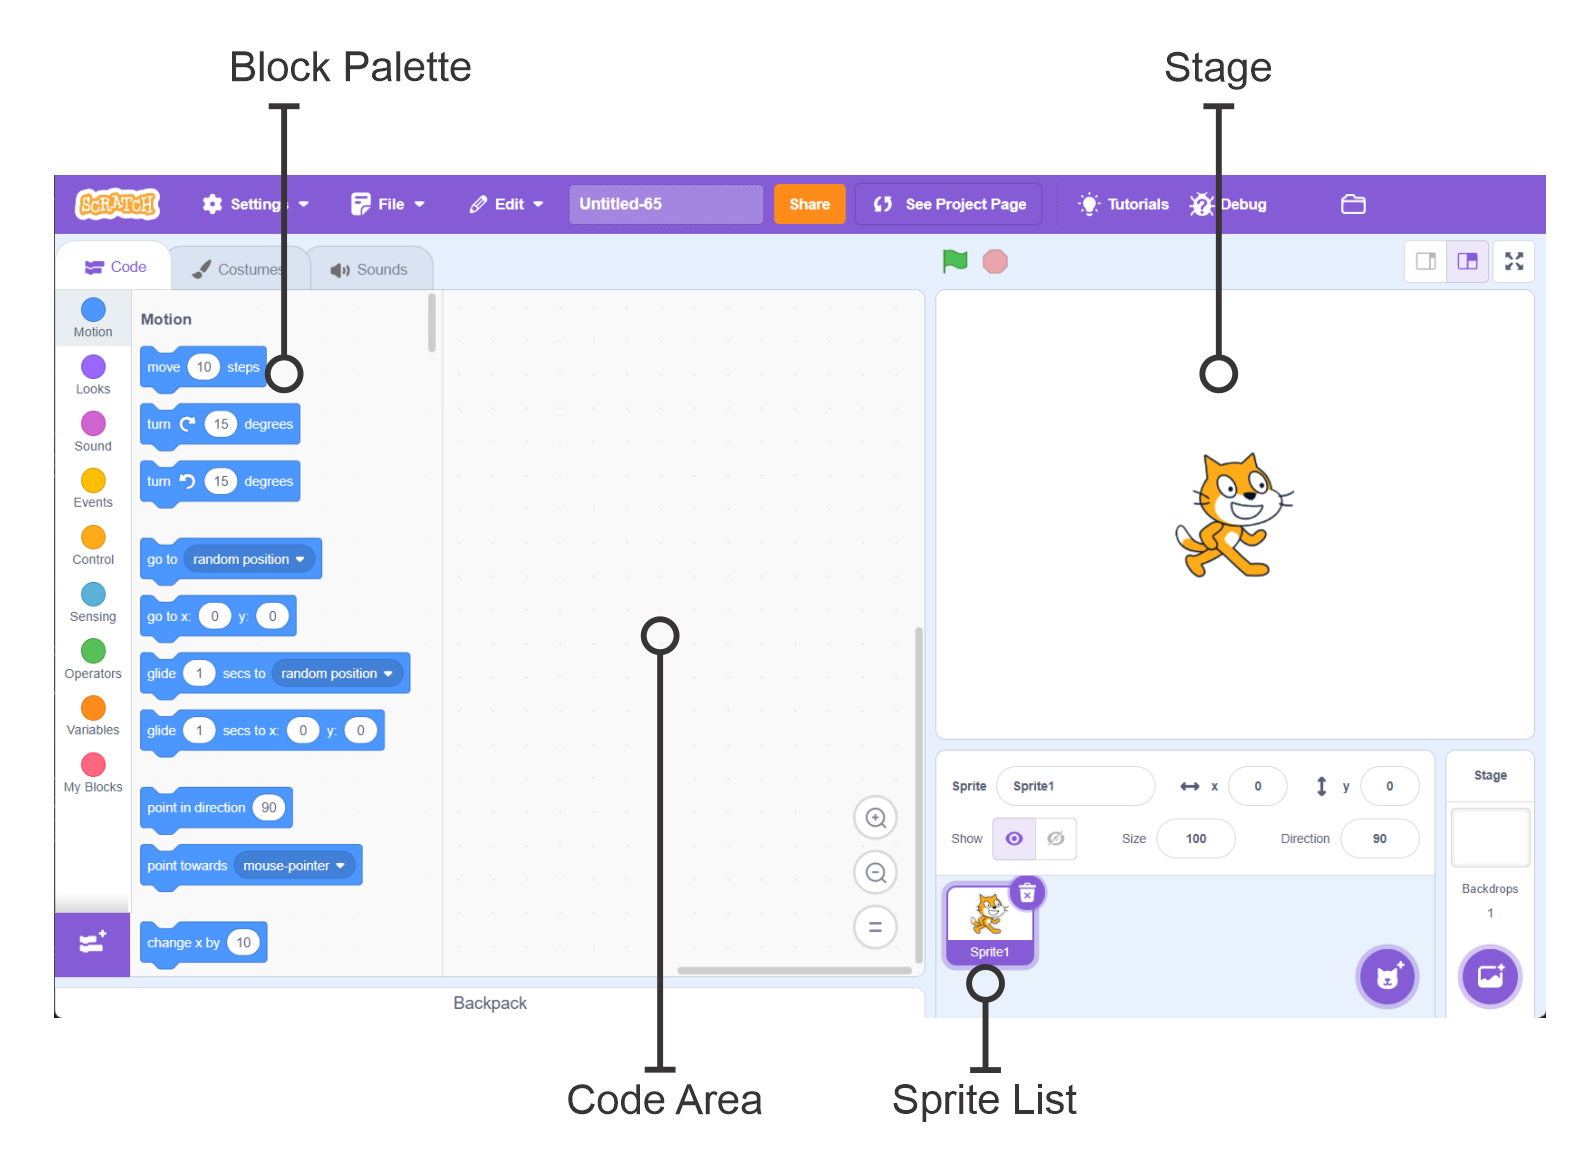 Block Palette
Stage
SCRATCH
Settings
File
Edit
Untitled-65
Share
See Project Page
Tutorials
Debug
Code
Costumes
Sounds
Motion
Looks
Sound
Events
Control
Sensing
Operators
Variables
My Blocks
Motion
move 10 steps
turn 15 degrees
turn 15 degrees
go to random position
go to x: 0 y: 0
glide 1 secs to random position
glide 1 secs to x: 0 y: 0
point in direction 90
point towards mouse-pointer
change x by 10
Backpack
Sprite Sprite1 x 0 y 0
Show Size 100 Direction 90
Sprite1
Stage
Backdrops
1
Code Area
Sprite List